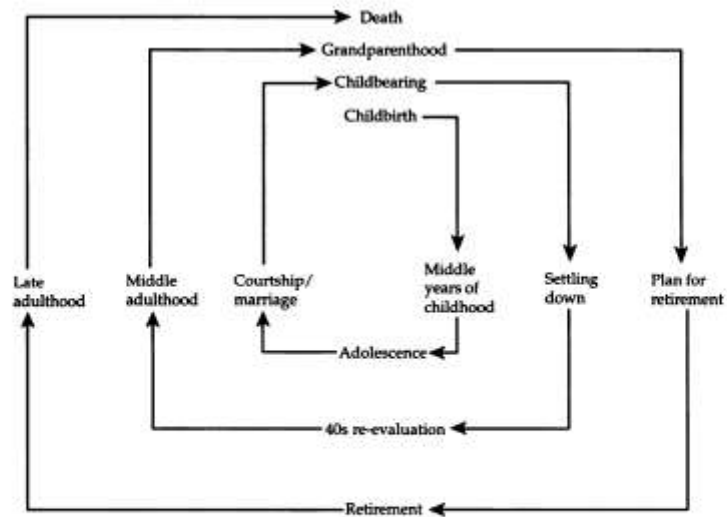 Death
Grandparenthood
Childbearing
Childbirth
Late
adulthood
Middle
adulthood
Courtship/
marriage
Middle
years of
childhood
Settling
down
Plan for
retirement
Adolescence
40s re-evaluation
Retirement